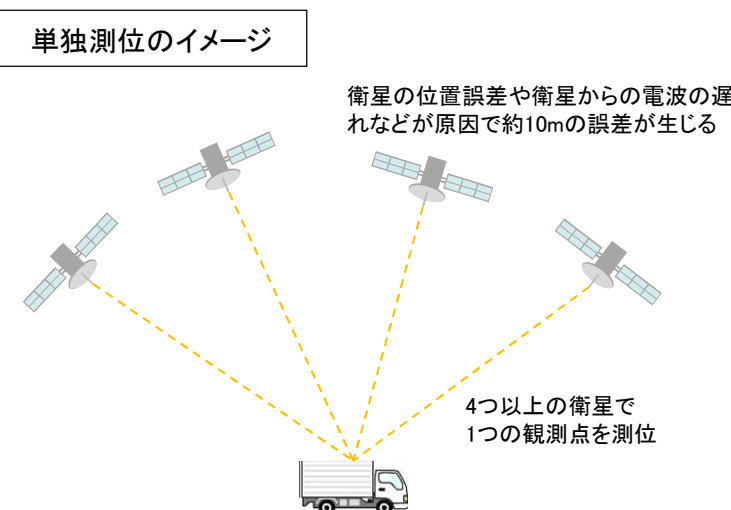 単独測位のイメージ
衛星の位置誤差や衛星からの電波の遅
れなどが原因で約10mの誤差が生じる
4つ以上の衛星で
1つの観測点を測位